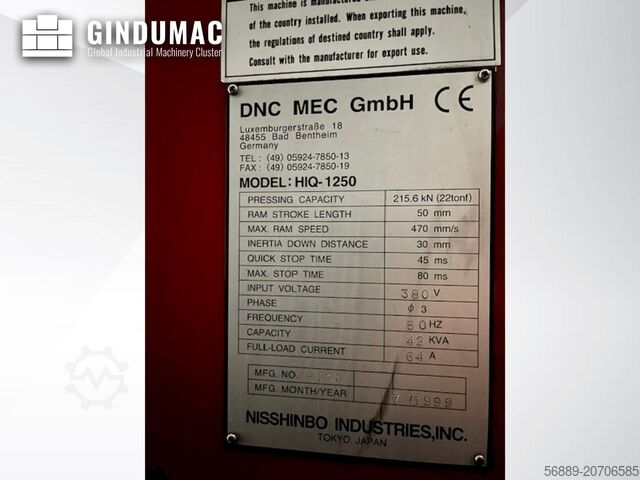 GINDUMAC
Global Industrial Machinery Cluster
This machine is manufactured
of the country installed. When exporting this machine,
the regulations of destined country shall apply.
Consult with the manufacturer for export use.
DNC MEC GmbH CE
Luxemburgerstraße 18
48455 Bad Bentheim
Germany
TEL : (49) 05924-7850-13
FAX : (49) 05924-7850-19
MODEL: HIQ-1250
PRESSING CAPACITY 215.6 kN (22tonf)
RAM STROKE LENGTH 50 mm
MAX. RAM SPEED 470 mm/s
INERTIA DOWN DISTANCE 30 mm
QUICK STOP TIME 45 ms
MAX. STOP TIME 80 ms
INPUT VOLTAGE 380 V
PHASE ϕ 3
FREQUENCY 50 HZ
CAPACITY 42 KVA
FULL-LOAD CURRENT 64 A
MFG. NO.
MFG. MONTH/YEAR 7/1999
NISSHINBO INDUSTRIES,INC.
TOKYO. JAPAN
56889-20706585